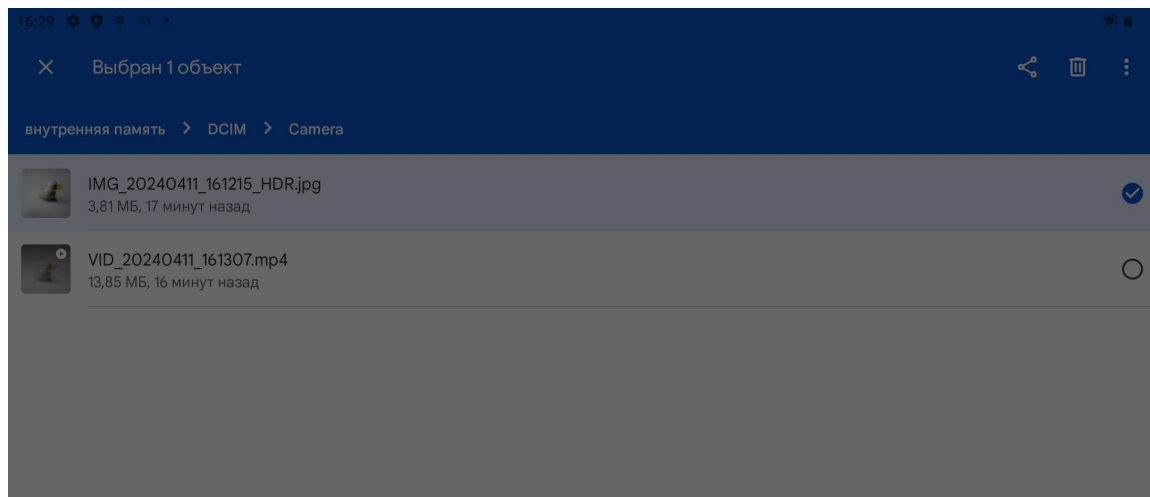 16:29
Выбран 1 объект
внутренняя память > DCIM > Camera
IMG_20240411_161215_HDR.jpg
3,81 МБ, 17 минут назад
VID_20240411_161307.mp4
13,85 МБ, 16 минут назад